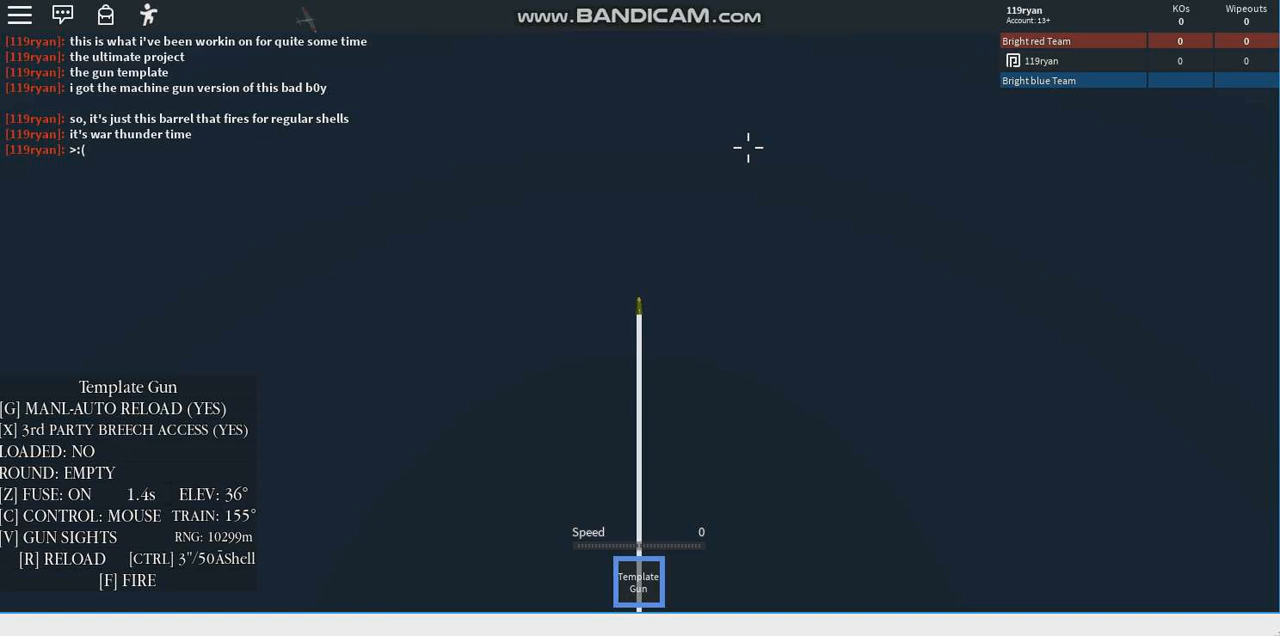 www.BANDICAM.com
119ryan
Account: 13+
KOs
0
Wipeouts
0
Bright red Team 0 0
119ryan 0 0
Bright blue Team
[119ryan]: this is what i've been workin on for quite some time
[119ryan]: the ultimate project
[119ryan]: the gun template
[119ryan]: i got the machine gun version of this bad b0y
[119ryan]: so, it's just this barrel that fires for regular shells
[119ryan]: it's war thunder time
[119ryan]: >:(
Template Gun
[G] MANL-AUTO RELOAD (YES)
[X] 3rd PARTY BREECH ACCESS (YES)
LOADED: NO
ROUND: EMPTY
[Z] FUSE: ON 1.4s ELEV: 36°
[C] CONTROL: MOUSE TRAIN: 155°
[V] GUN SIGHTS RNG: 10299m
[R] RELOAD [CTRL] 3"/50ÃShell
[F] FIRE
Speed 0
Template
Gun